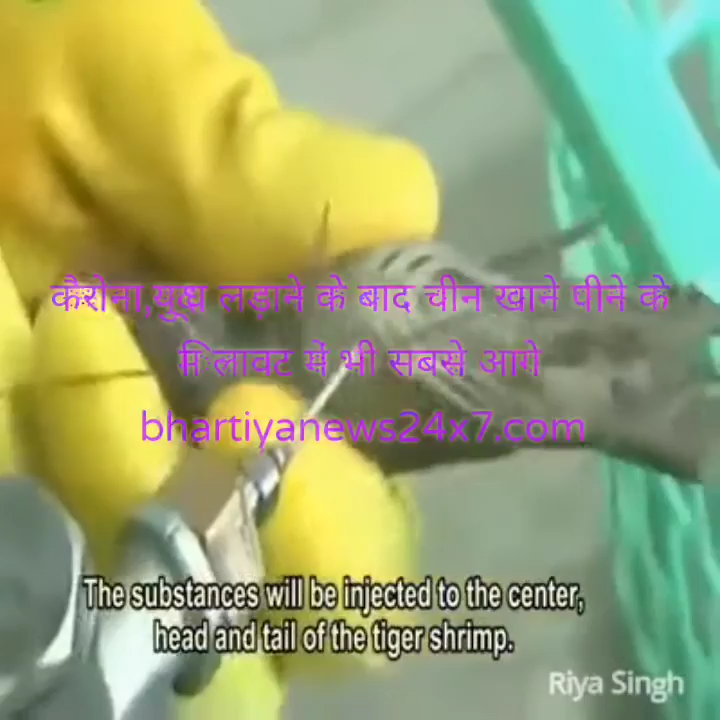 कैरोना,युध्ध लड़ाने के बाद चीन खाने पीने के
मिलावट में भी सबसे आगे
bhartiyanews24x7.com
The substances will be injected to the center,
head and tail of the tiger shrimp.
Riya Singh